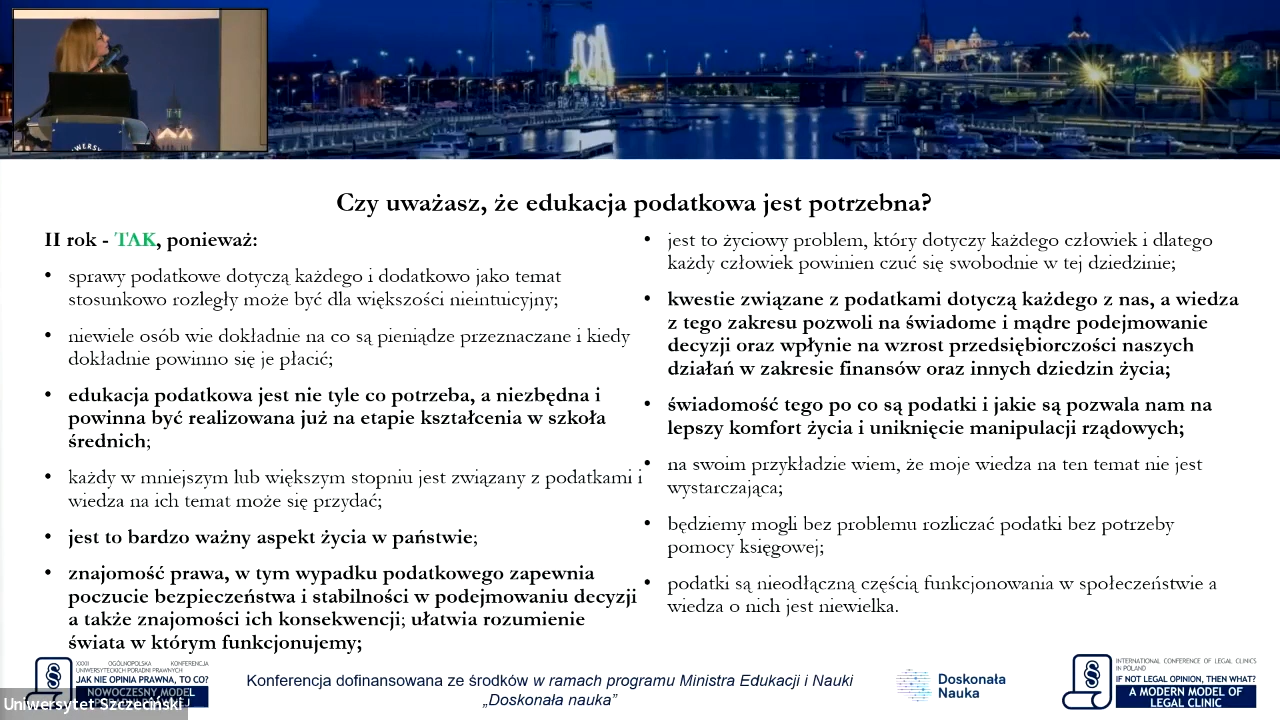 WERSY
Czy uważasz, że edukacja podatkowa jest potrzebna?
II rok - TAK, ponieważ:
• sprawy podatkowe dotyczą każdego i dodatkowo jako temat
stosunkowo rozległy może być dla większości nieintuicyjny;
• niewiele osób wie dokładnie na co są pieniądze przeznaczane i kiedy
dokładnie powinno się je płacić;
• edukacja podatkowa jest nie tyle co potrzeba, a niezbędna i
powinna być realizowana już na etapie kształcenia w szkoła
średnich;
• każdy w mniejszym lub większym stopniu jest związany z podatkami i
wiedza na ich temat może się przydać;
• jest to bardzo ważny aspekt życia w państwie;
• znajomość prawa, w tym wypadku podatkowego zapewnia
poczucie bezpieczeństwa i stabilności w podejmowaniu decyzji
a także znajomości ich konsekwencji; ułatwia rozumienie
świata w którym funkcjonujemy;
• jest to życiowy problem, który dotyczy każdego człowiek i dlatego
każdy człowiek powinien czuć się swobodnie w tej dziedzinie;
• kwestie związane z podatkami dotyczą każdego z nas, a wiedza
z tego zakresu pozwoli na świadome i mądre podejmowanie
decyzji oraz wpłynie na wzrost przedsiębiorczości naszych
działań w zakresie finansów oraz innych dziedzin życia;
• świadomość tego po co są podatki i jakie są pozwala nam na
lepszy komfort życia i uniknięcie manipulacji rządowych;
• na swoim przykładzie wiem, że moje wiedza na ten temat nie jest
wystarczająca;
• będziemy mogli bez problemu rozliczać podatki bez potrzeby
pomocy księgowej;
• podatki są nieodłączną częścią funkcjonowania w społeczeństwie a
wiedza o nich jest niewielka.
XXXII OGÓLNOPOLSKA KONFERENCJA
UNIWERSYTECKICH PORADNI PRAWNYCH
JAK NIE OPINIA PRAWNA, TO CO?
NOWOCZESNY MODEL
Uniwersytet Szczeciński
Konferencja dofinansowana ze środków w ramach programu Ministra Edukacji i Nauki
„Doskonała nauka”
Doskonała
Nauka
INTERNATIONAL CONFERENCE OF LEGAL CLINICS
IN POLAND
IF NOT LEGAL OPINION, THEN WHAT?
A MODERN MODEL OF
LEGAL CLINIC